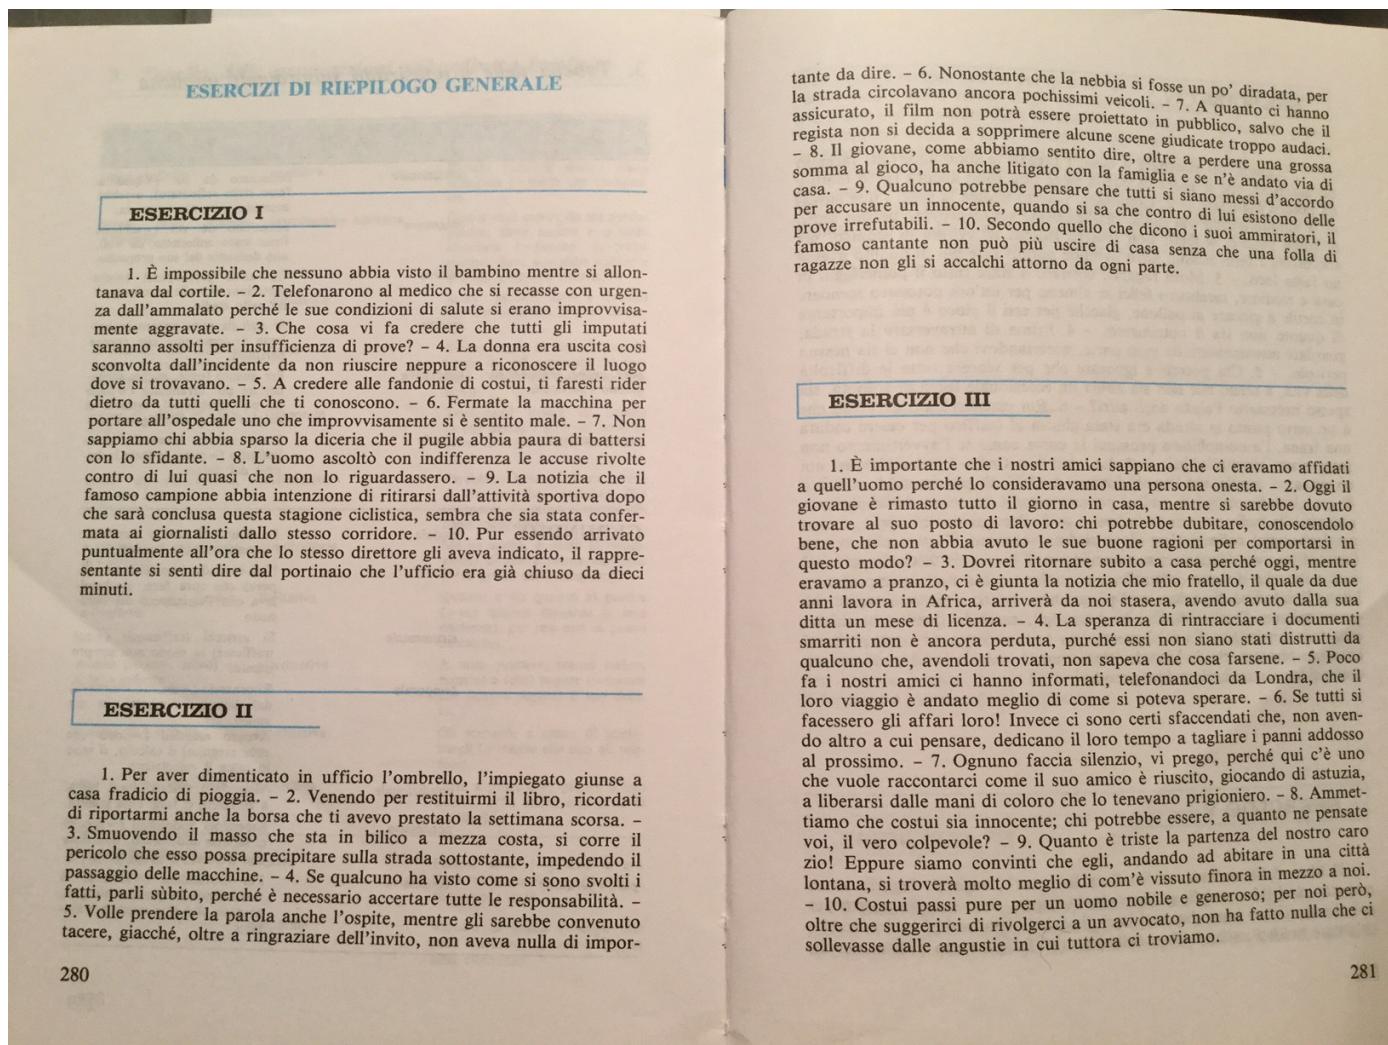 ESERCIZI DI RIEPILOGO GENERALE
ESERCIZIO I
1. È impossibile che nessuno abbia visto il bambino mentre si allon-
tanava dal cortile. – 2. Telefonarono al medico che si recasse con urgen-
za dall'ammalato perché le sue condizioni di salute si erano improvvisa-
mente aggravate. – 3. Che cosa vi fa credere che tutti gli imputati
saranno assolti per insufficienza di prove? – 4. La donna era uscita così
sconvolta dall'incidente da non riuscire neppure a riconoscere il luogo
dove si trovavano. – 5. A credere alle fandonie di costui, ti faresti rider
dietro da tutti quelli che ti conoscono. – 6. Fermate la macchina per
portare all'ospedale uno che improvvisamente si è sentito male. – 7. Non
sappiamo chi abbia sparso la diceria che il pugile abbia paura di battersi
con lo sfidante. – 8. L'uomo ascoltò con indifferenza le accuse rivolte
contro di lui quasi che non lo riguardassero. – 9. La notizia che il
famoso campione abbia intenzione di ritirarsi dall'attività sportiva dopo
che sarà conclusa questa stagione ciclistica, sembra che sia stata confer-
mata ai giornalisti dallo stesso corridore. – 10. Pur essendo arrivato
puntualmente all'ora che lo stesso direttore gli aveva indicato, il rappre-
sentante si sentì dire dal portinaio che l'ufficio era già chiuso da dieci
minuti.
ESERCIZIO II
1. Per aver dimenticato in ufficio l'ombrello, l'impiegato giunse a
casa fradicio di pioggia. – 2. Venendo per restituirmi il libro, ricordati
di riportarmi anche la borsa che ti avevo prestato la settimana scorsa. –
3. Smuovendo il masso che sta in bilico a mezza costa, si corre il
pericolo che esso possa precipitare sulla strada sottostante, impedendo il
passaggio delle macchine. – 4. Se qualcuno ha visto come si sono svolti i
fatti, parli sùbito, perché è necessario accertare tutte le responsabilità. –
5. Volle prendere la parola anche l'ospite, mentre gli sarebbe convenuto
tacere, giacché, oltre a ringraziare dell'invito, non aveva nulla di impor-
280
tante da dire. – 6. Nonostante che la nebbia si fosse un po' diradata, per
la strada circolavano ancora pochissimi veicoli. – 7. A quanto ci hanno
assicurato, il film non potrà essere proiettato in pubblico, salvo che il
regista non si decida a sopprimere alcune scene giudicate troppo audaci.
– 8. Il giovane, come abbiamo sentito dire, oltre a perdere una grossa
somma al gioco, ha anche litigato con la famiglia e se n'è andato via di
casa. – 9. Qualcuno potrebbe pensare che tutti si siano messi d'accordo
per accusare un innocente, quando si sa che contro di lui esistono delle
prove irrefutabili. – 10. Secondo quello che dicono i suoi ammiratori, il
famoso cantante non può più uscire di casa senza che una folla di
ragazze non gli si accalchi attorno da ogni parte.
ESERCIZIO III
1. È importante che i nostri amici sappiano che ci eravamo affidati
a quell'uomo perché lo consideravamo una persona onesta. – 2. Oggi il
giovane è rimasto tutto il giorno in casa, mentre si sarebbe dovuto
trovare al suo posto di lavoro: chi potrebbe dubitare, conoscendolo
bene, che non abbia avuto le sue buone ragioni per comportarsi in
questo modo? – 3. Dovrei ritornare subito a casa perché oggi, mentre
eravamo a pranzo, ci è giunta la notizia che mio fratello, il quale da due
anni lavora in Africa, arriverà da noi stasera, avendo avuto dalla sua
ditta un mese di licenza. – 4. La speranza di rintracciare i documenti
smarriti non è ancora perduta, purché essi non siano stati distrutti da
qualcuno che, avendoli trovati, non sapeva che cosa farsene. – 5. Poco
fa i nostri amici ci hanno informati, telefonandoci da Londra, che il
loro viaggio è andato meglio di come si poteva sperare. – 6. Se tutti si
facessero gli affari loro! Invece ci sono certi sfaccendati che, non aven-
do altro a cui pensare, dedicano il loro tempo a tagliare i panni addosso
al prossimo. – 7. Ognuno faccia silenzio, vi prego, perché qui c'è uno
che vuole raccontarci come il suo amico è riuscito, giocando di astuzia,
a liberarsi dalle mani di coloro che lo tenevano prigioniero. – 8. Ammet-
tiamo che costui sia innocente; chi potrebbe essere, a quanto ne pensate
voi, il vero colpevole? – 9. Quanto è triste la partenza del nostro caro
zio! Eppure siamo convinti che egli, andando ad abitare in una città
lontana, si troverà molto meglio di com'è vissuto finora in mezzo a noi.
– 10. Costui passi pure per un uomo nobile e generoso; per noi però,
oltre che suggerirci di rivolgerci a un avvocato, non ha fatto nulla che ci
sollevasse dalle angustie in cui tuttora ci troviamo.
281